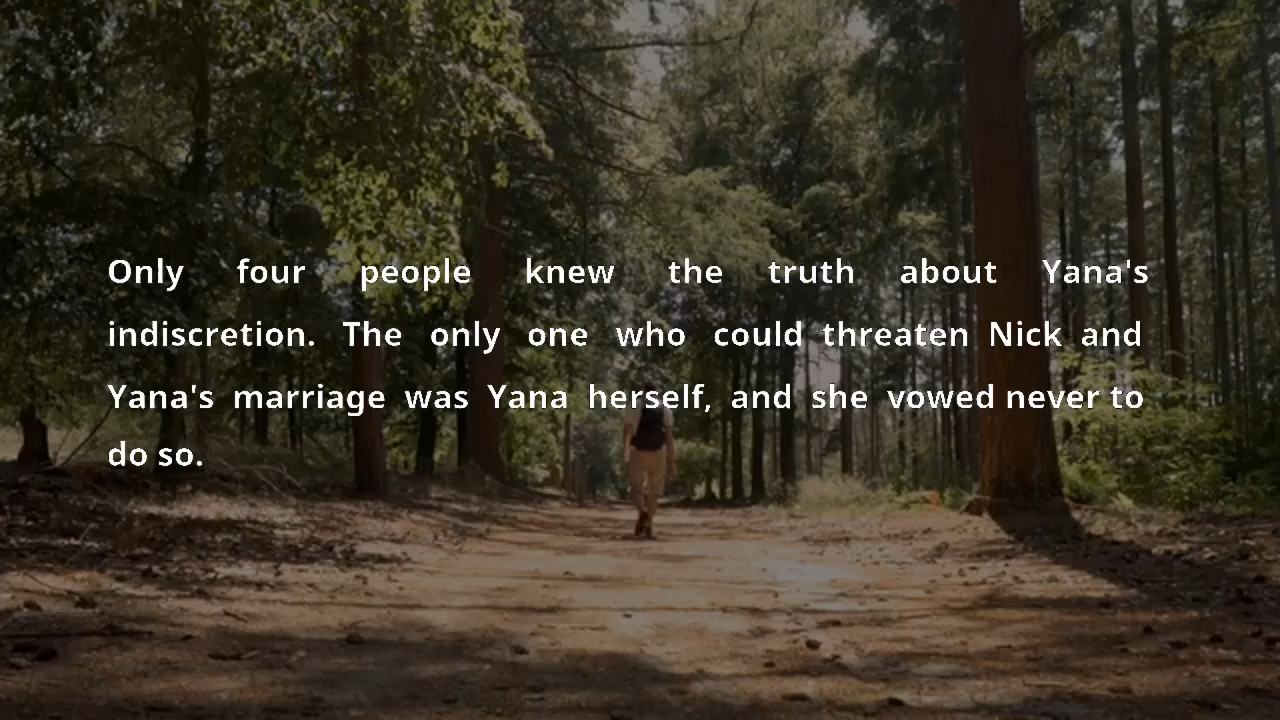 Only four people knew the truth about Yana's
indiscretion. The only one who could threaten Nick and
Yana's marriage was Yana herself, and she vowed never to
do so.